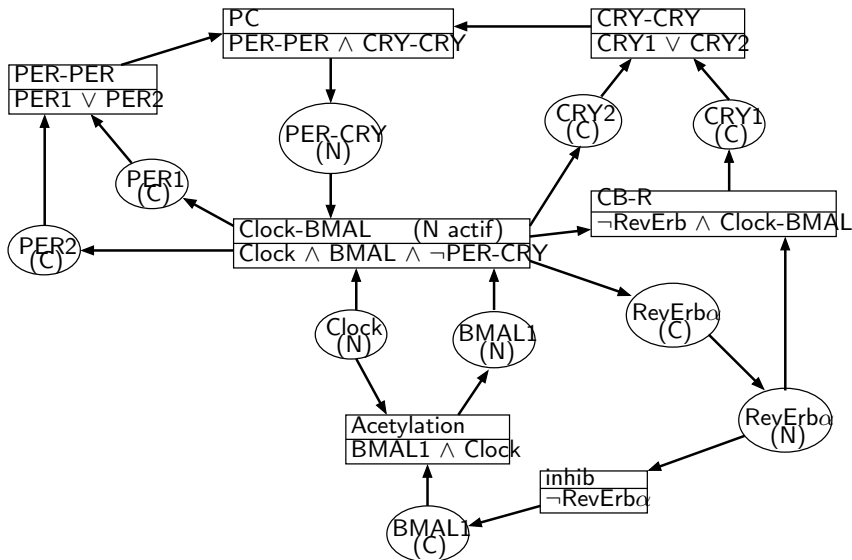 PC
PER-PER ∧ CRY-CRY
CRY-CRY
CRY1 ∨ CRY2
PER-PER
PER1 ∨ PER2
PER-CRY
(N)
CRY2
(C)
CRY1
(C)
PER1
(C)
CB-R
¬RevErb ∧ Clock-BMAL
Clock-BMAL (N actif)
Clock ∧ BMAL ∧ ¬PER-CRY
PER2
(C)
Clock
(N)
BMAL1
(N)
RevErbα
(C)
Acetylation
BMAL1 ∧ Clock
RevErbα
(N)
inhib
¬RevErbα
BMAL1
(C)